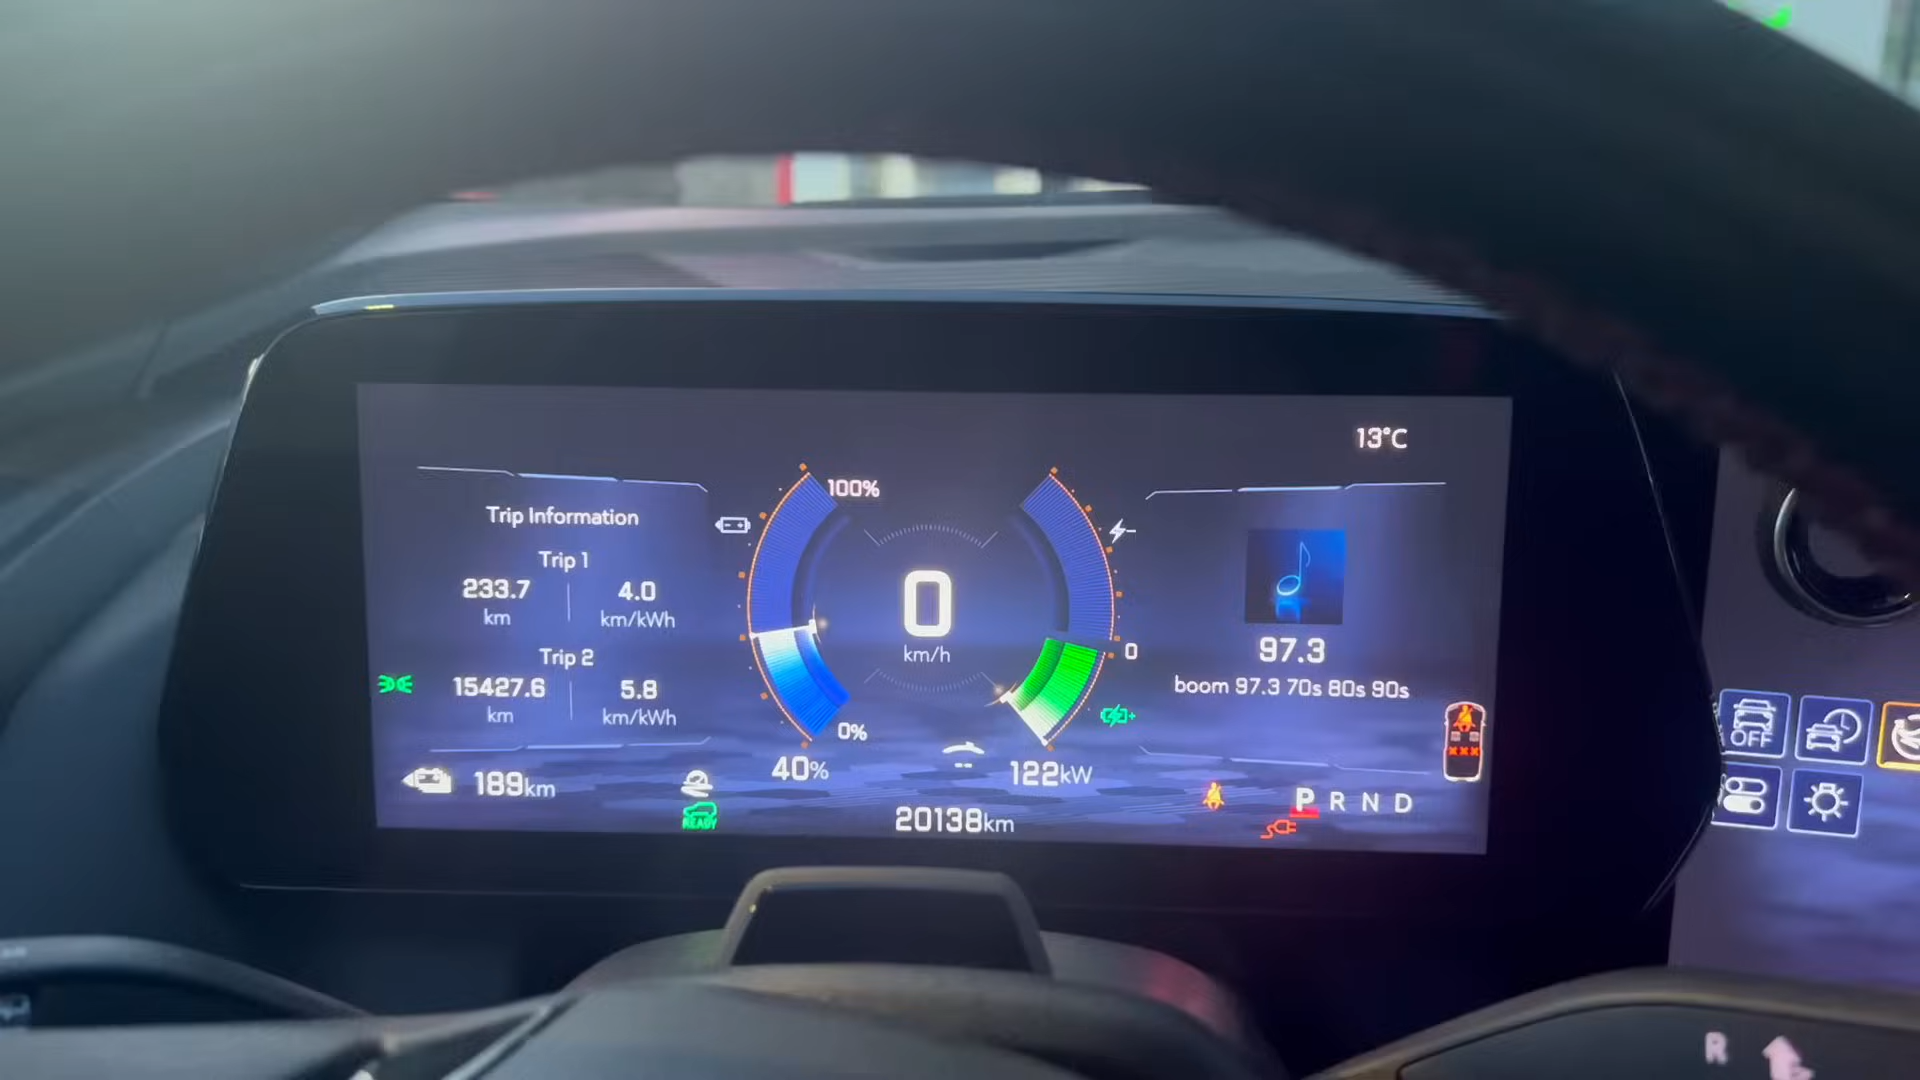 13°C
100%
Trip Information
Trip 1
233.7 km
4.0 km/kWh
Trip 2
15427.6 km
5.8 km/kWh
0
km/h
0
97.3
boom 97.3 70s 80s 90s
0%
40%
122kW
189km
READY
20138km
P R N D
OFF
R